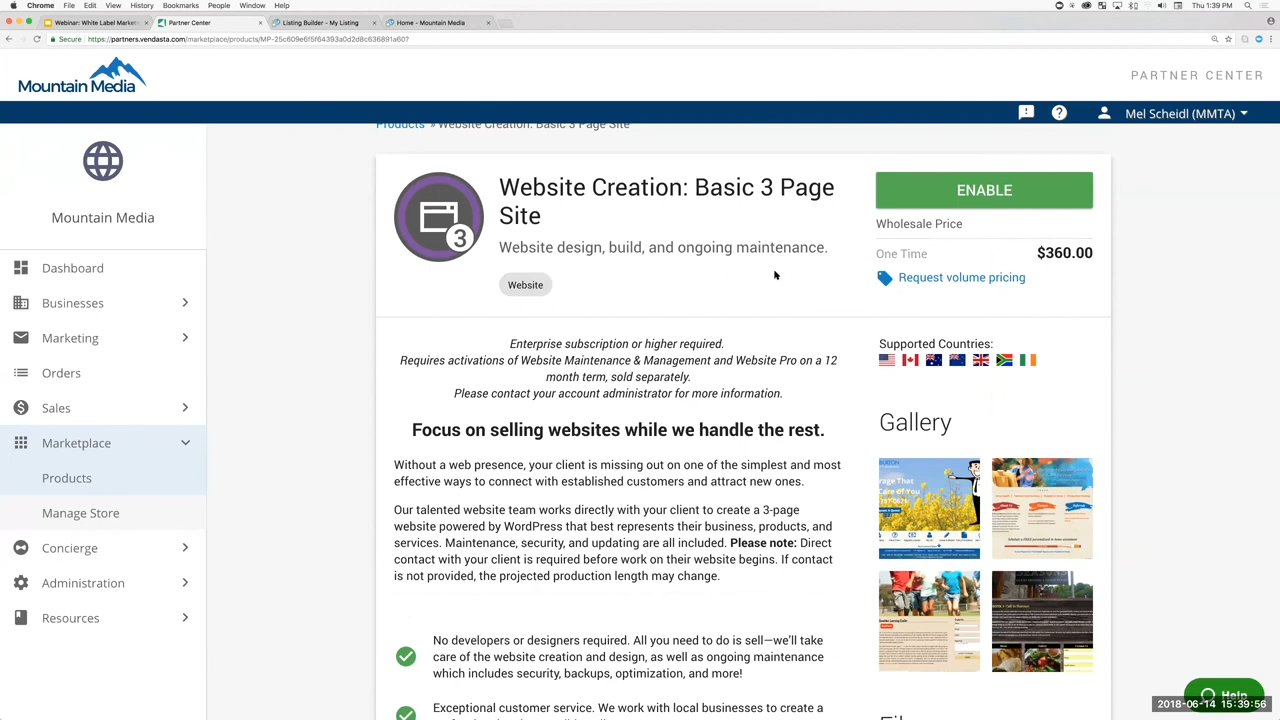 Chrome File Edit View History Bookmarks People Window Help Thu 1:39 PM
Webinar: White Label Market × Partner Center × Listing Builder - My Listing × Home - Mountain Media ×
Secure https://partners.vendasta.com/marketplace/products/MP-25c609e6f5f64393a0d2d8c636891a60?
Mountain Media
PARTNER CENTER
Mel Scheidl (MMTA)
Mountain Media
Dashboard
Businesses
Marketing
Orders
Sales
Marketplace
Products
Manage Store
Concierge
Administration
Resources
Products » Website Creation: Basic 3 Page Site
3
Website Creation: Basic 3 Page
Site
Website design, build, and ongoing maintenance.
Website
ENABLE
Wholesale Price
One Time $360.00
Request volume pricing
Enterprise subscription or higher required.
Requires activations of Website Maintenance & Management and Website Pro on a 12
month term, sold separately.
Please contact your account administrator for more information.
Focus on selling websites while we handle the rest.
Without a web presence, your client is missing out on one of the simplest and most
effective ways to connect with established customers and attract new ones.
Our talented website team works directly with your client to create a 3-page
website powered by WordPress that best represents their business, products, and
services. Maintenance, security, and updating are all included. Please note: Direct
contact with your client is required before work on their website begins. If contact
is not provided, the projected production length may change.
No developers or designers required. All you need to do is sell—we'll take
care of the website creation and design, as well as ongoing maintenance
which includes security, backups, optimization, and more!
Exceptional customer service. We work with local businesses to create a
Supported Countries:
Gallery
Help
2018-06-14 15:39:56